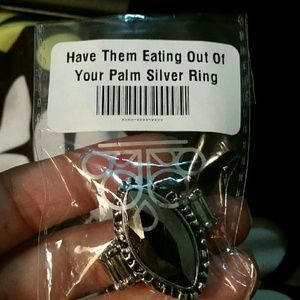 Have Them Eating Out Of
Your Palm Silver Ring